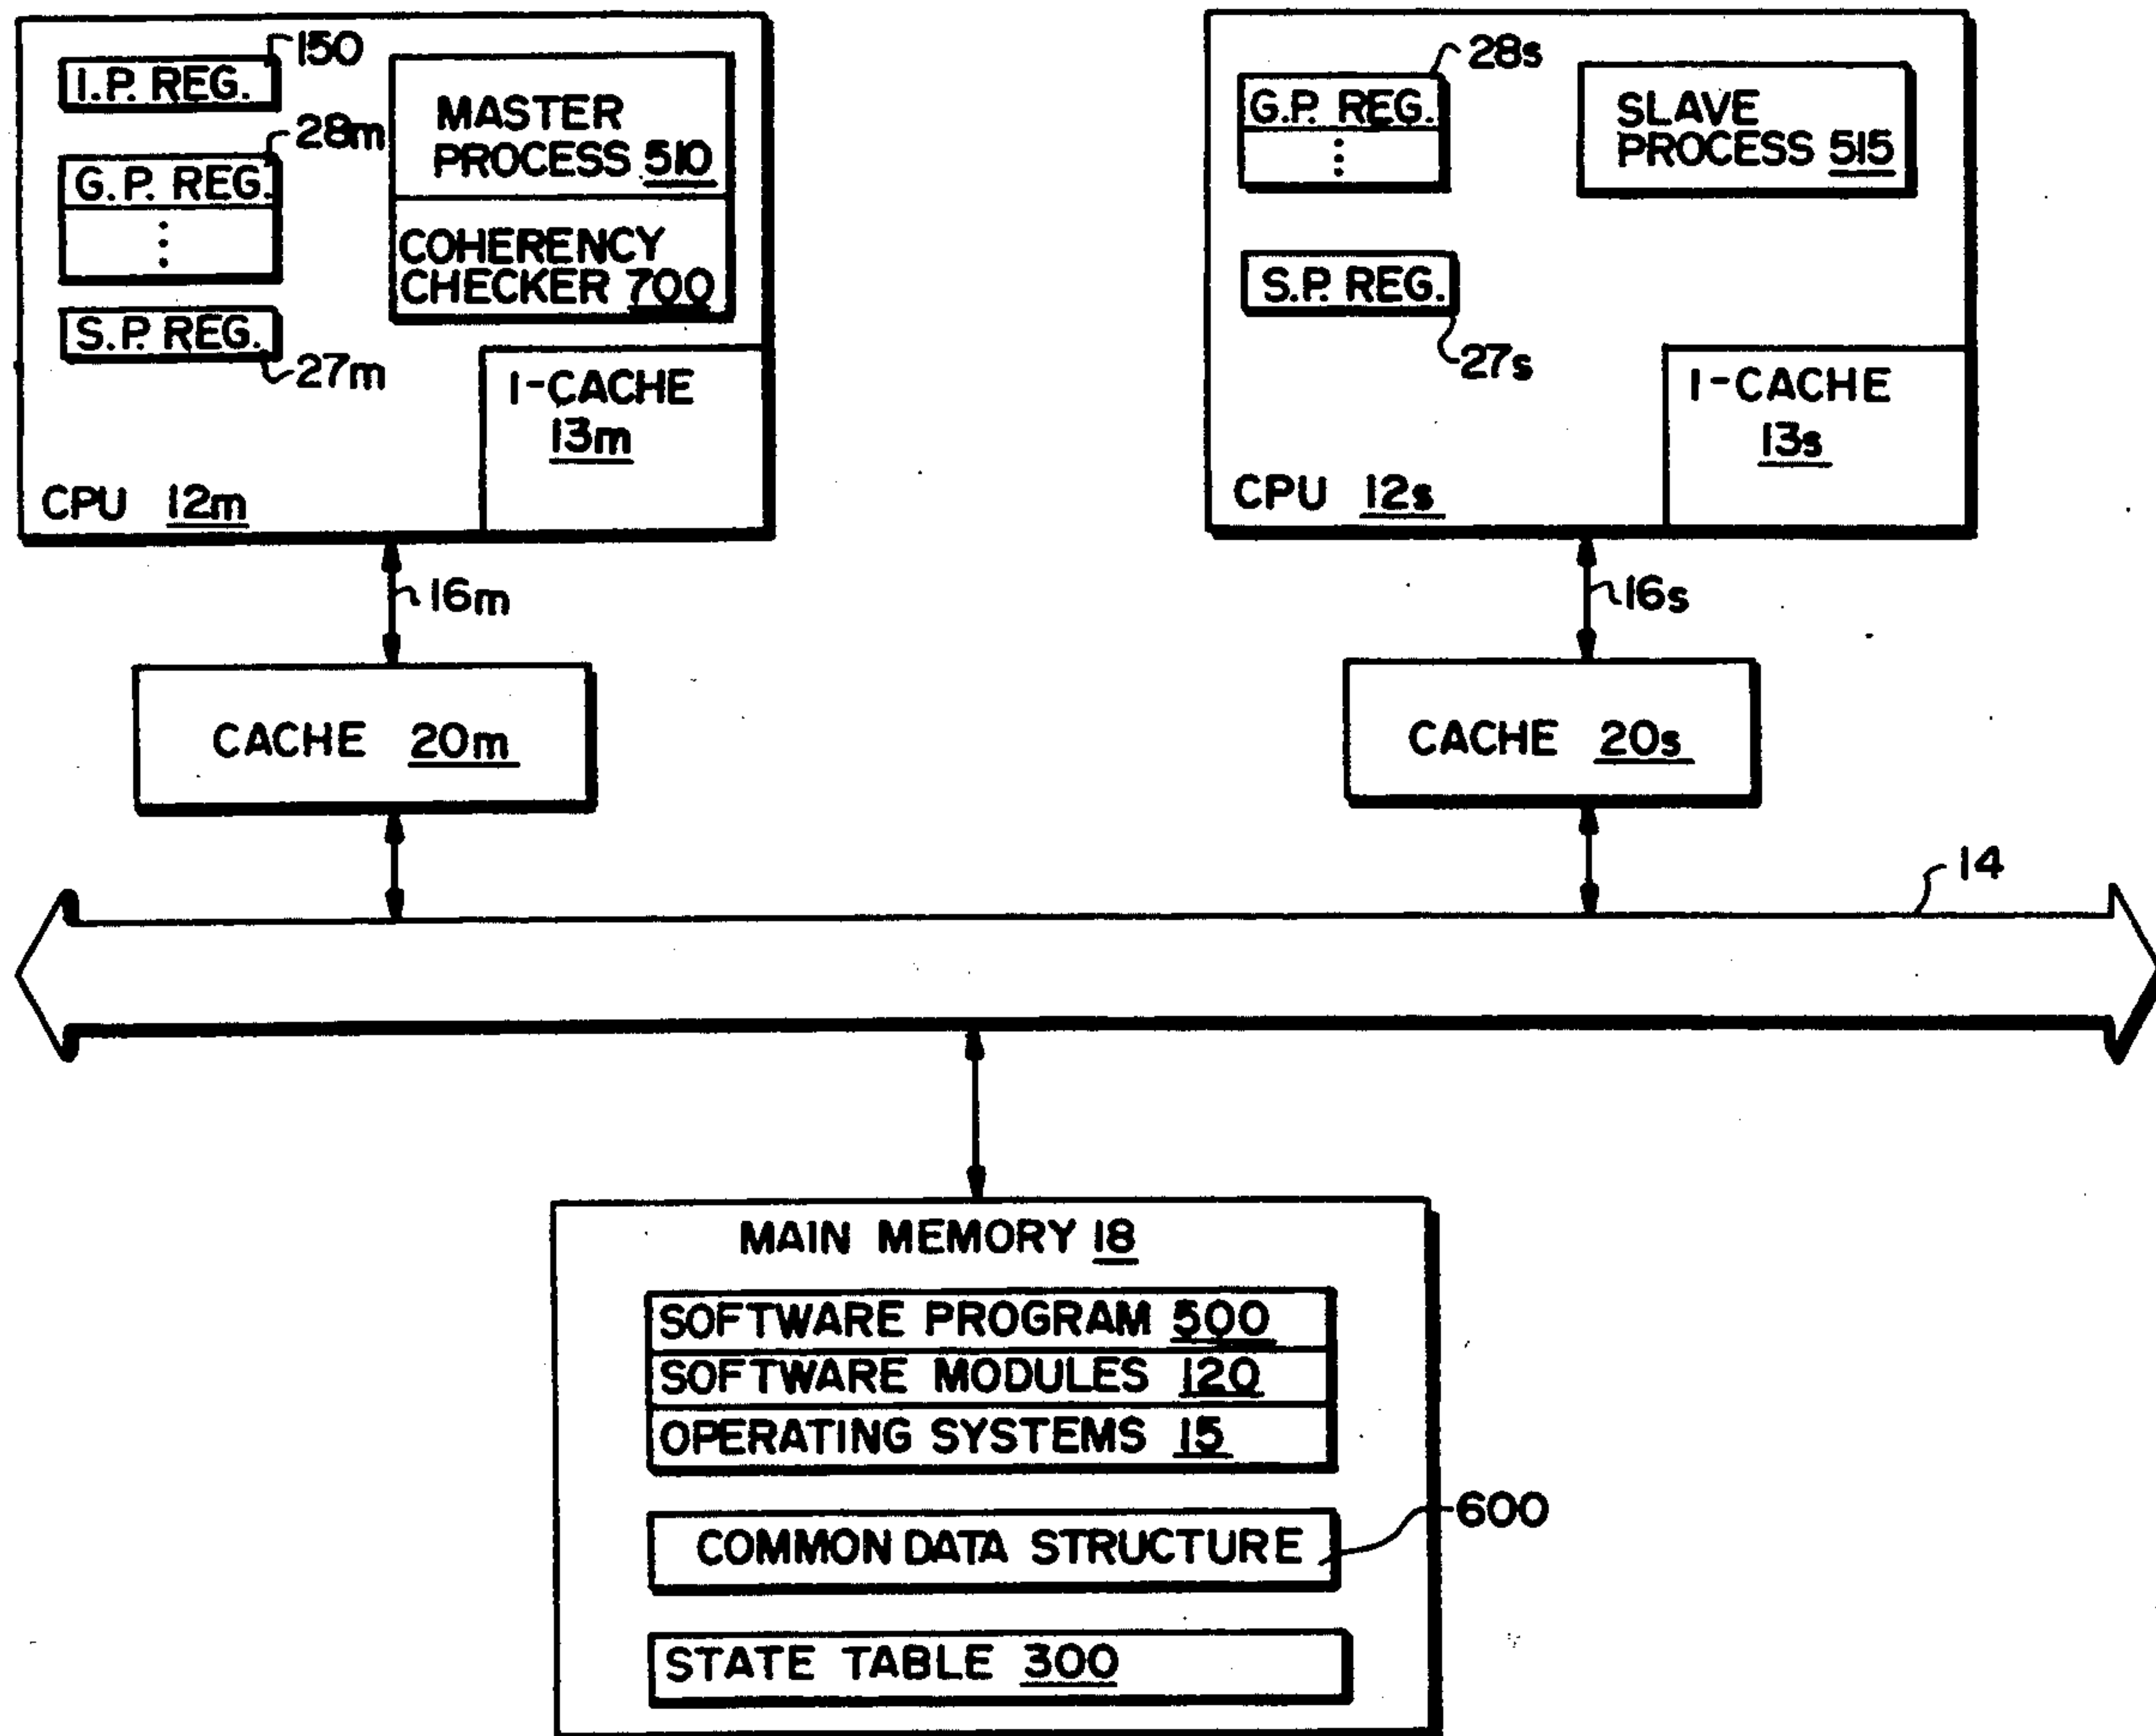 I.P. REG.
150
G.P. REG.
28m
S.P. REG.
27m
MASTER
PROCESS 510
COHERENCY
CHECKER 700
I-CACHE
13m
CPU 12m
G.P. REG.
28s
S.P. REG.
27s
SLAVE
PROCESS 515
I-CACHE
13s
CPU 12s
16m
16s
CACHE 20m
CACHE 20s
14
MAIN MEMORY 18
SOFTWARE PROGRAM 500
SOFTWARE MODULES 120
OPERATING SYSTEMS 15
COMMON DATA STRUCTURE
600
STATE TABLE 300